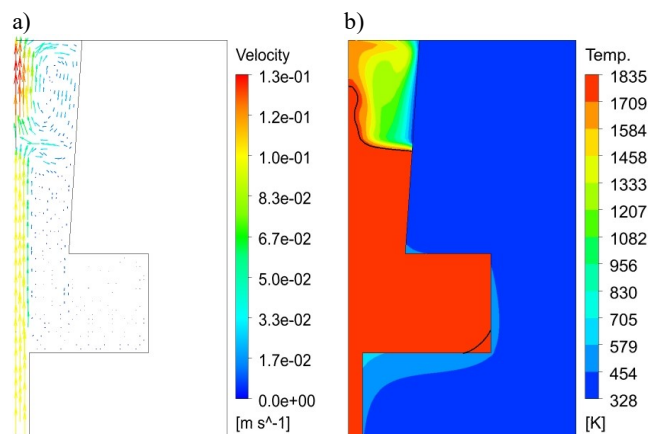 a)
b)
Velocity
1.3e-01
1.2e-01
1.0e-01
8.3e-02
6.7e-02
5.0e-02
3.3e-02
1.7e-02
0.0e+00
[m s^-1]
Temp.
1835
1709
1584
1458
1333
1207
1082
956
830
705
579
454
328
[K]